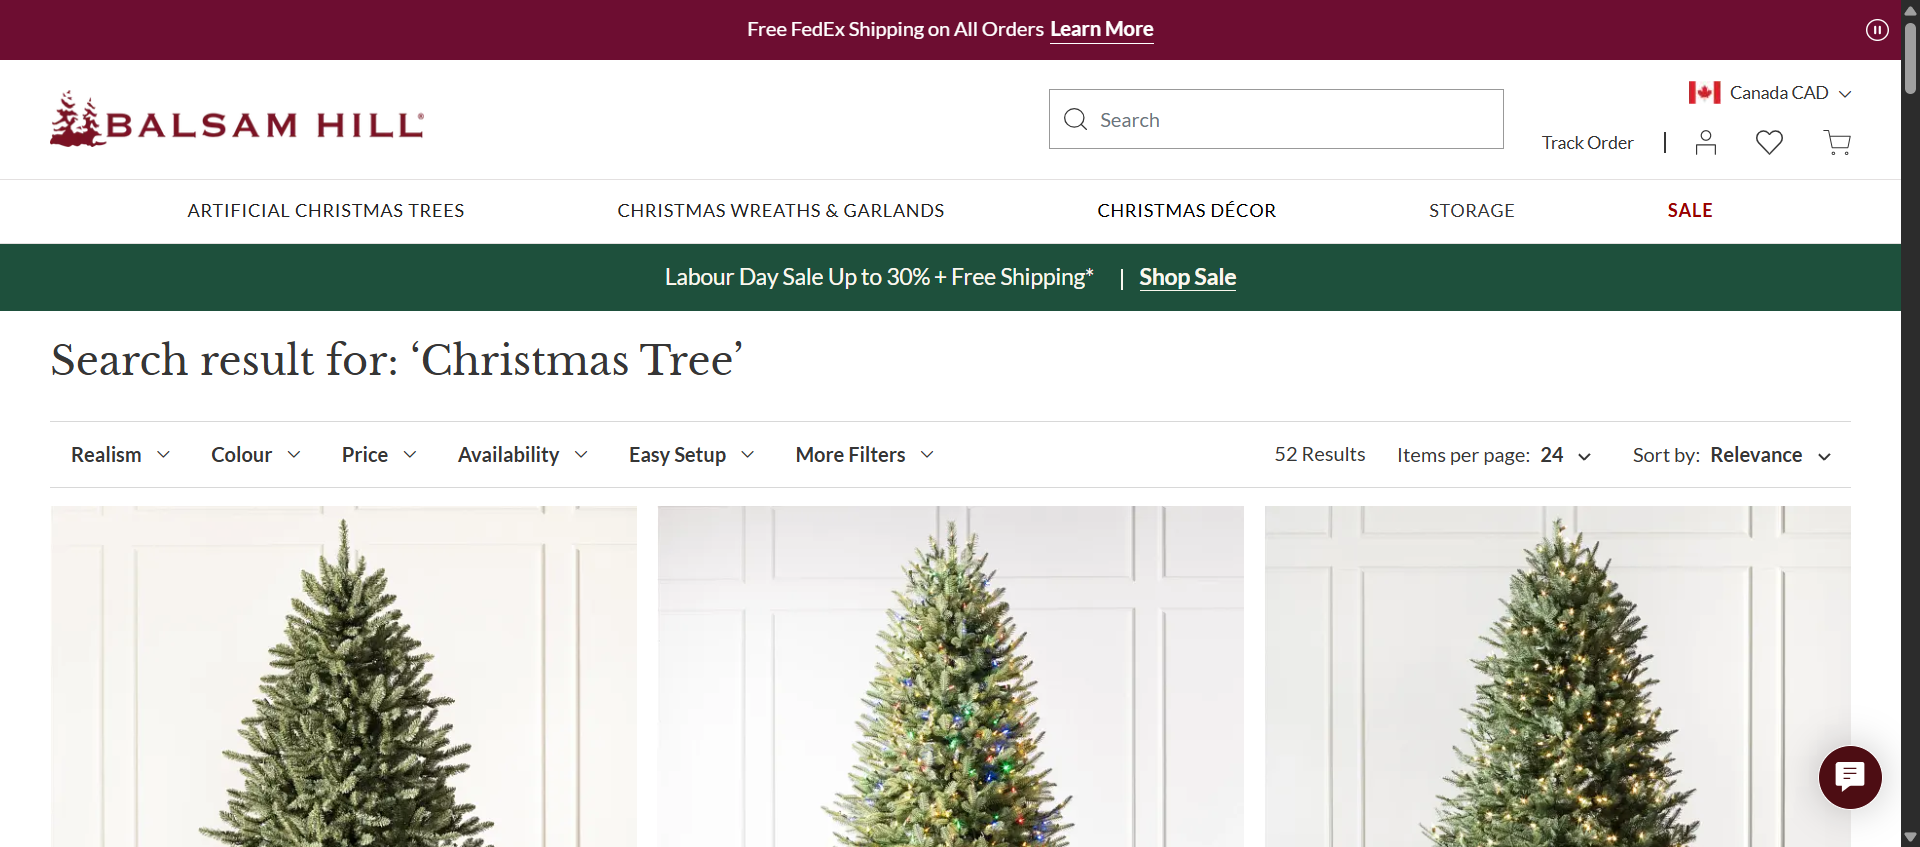 Free FedEx Shipping on All Orders Learn More
BALSAM HILL®
Search
Canada CAD
Track Order
ARTIFICIAL CHRISTMAS TREES
CHRISTMAS WREATHS & GARLANDS
CHRISTMAS DÉCOR
STORAGE
SALE
Labour Day Sale Up to 30% + Free Shipping* | Shop Sale
Search result for: ‘Christmas Tree’
Realism
Colour
Price
Availability
Easy Setup
More Filters
52 Results
Items per page: 24
Sort by: Relevance